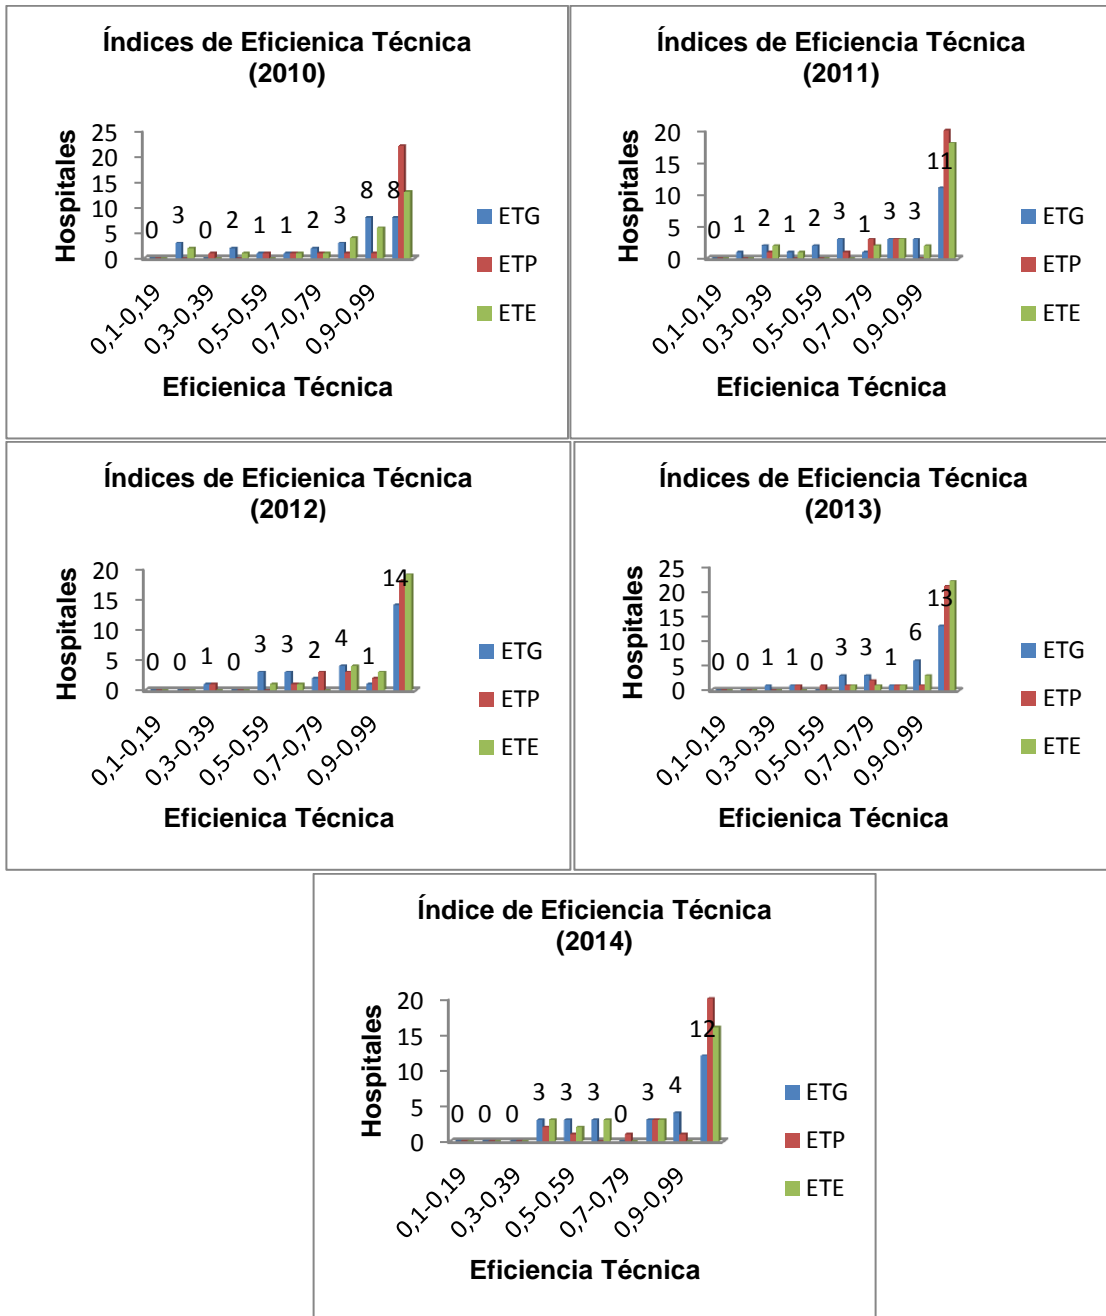 Índices de Eficienica Técnica
(2010)
Hospitales
25
20
15
10
5
0
0 3 0 2 1 1 2 3 8 8
0,1-0,19
0,3-0,39
0,5-0,59
0,7-0,79
0,9-0,99
ETG
ETP
ETE
Eficienica Técnica
Índices de Eficiencia Técnica
(2011)
Hospitales
20
15
10
5
0
0 1 2 1 2 3 1 3 3 11
0,1-0,19
0,3-0,39
0,5-0,59
0,7-0,79
0,9-0,99
ETG
ETP
ETE
Eficienica Técnica
Índices de Eficienica Técnica
(2012)
Hospitales
20
15
10
5
0
0 0 1 0 3 3 2 4 1 14
0,1-0,19
0,3-0,39
0,5-0,59
0,7-0,79
0,9-0,99
ETG
ETP
ETE
Eficienica Técnica
Índices de Eficiencia Técnica
(2013)
Hospitales
25
20
15
10
5
0
0 0 1 1 0 3 3 1 6 13
0,1-0,19
0,3-0,39
0,5-0,59
0,7-0,79
0,9-0,99
ETG
ETP
ETE
Eficienica Técnica
Índice de Eficiencia Técnica
(2014)
Hospitales
20
15
10
5
0
0 0 0 3 3 3 0 3 4 12
0,1-0,19
0,3-0,39
0,5-0,59
0,7-0,79
0,9-0,99
ETG
ETP
ETE
Eficiencia Técnica